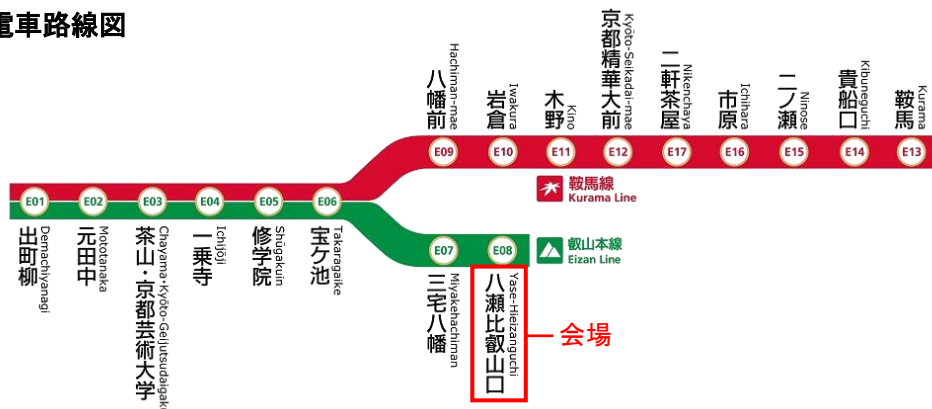 電車路線図
八幡前
Hachiman-mae
岩倉
Iwakura
木野
Kino
京都精華大前
Kyōto-Seikadai-mae
二軒茶屋
Nikenchaya
市原
Ichihara
二ノ瀬
Ninose
貴船口
Kibuneguchi
鞍馬
Kurama
E09
E10
E11
E12
E17
E16
E15
E14
E13
鞍馬線
Kurama Line
E01
E02
E03
E04
E05
E06
出町柳
Demachiyanagi
元田中
Mototanaka
茶山・京都芸術大学
Chayama・Kyōto-Geijutsudaigaku
一乗寺
Ichijōji
修学院
Shūgakuin
宝ケ池
Takaragaike
E07
E08
叡山本線
Eizan Line
三宅八幡
Miyakehachiman
八瀬比叡山口
Yase-Hieizanguchi
会場